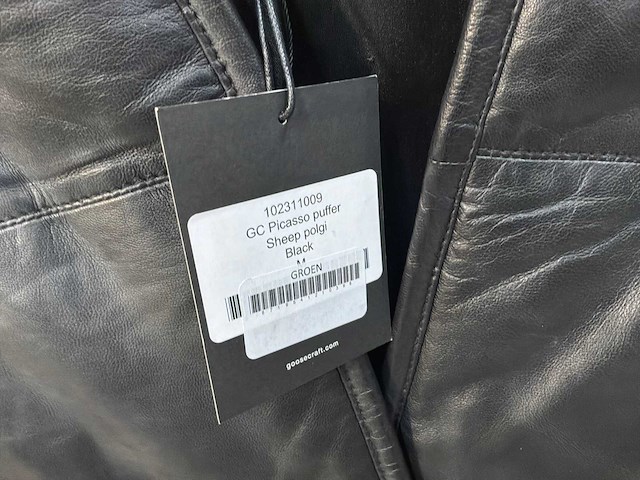 102311009
GC Picasso puffer
Sheep polgi
Black
M
GROEN
goosecraft.com